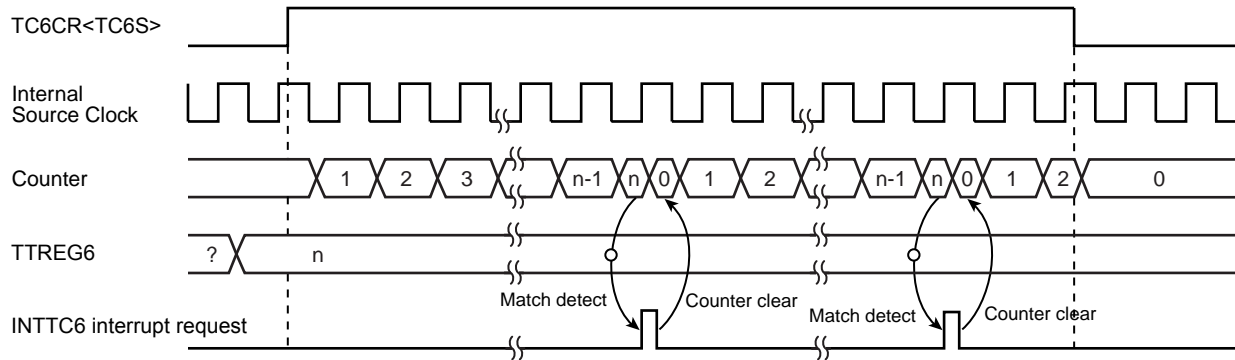 TC6CR<TC6S>
Internal
Source Clock
Counter
1 2 3 n-1 n 0 1 2 n-1 n 0 1 2 0
TTREG6
? n
Match detect Counter clear Match detect Counter clear
INTTC6 interrupt request